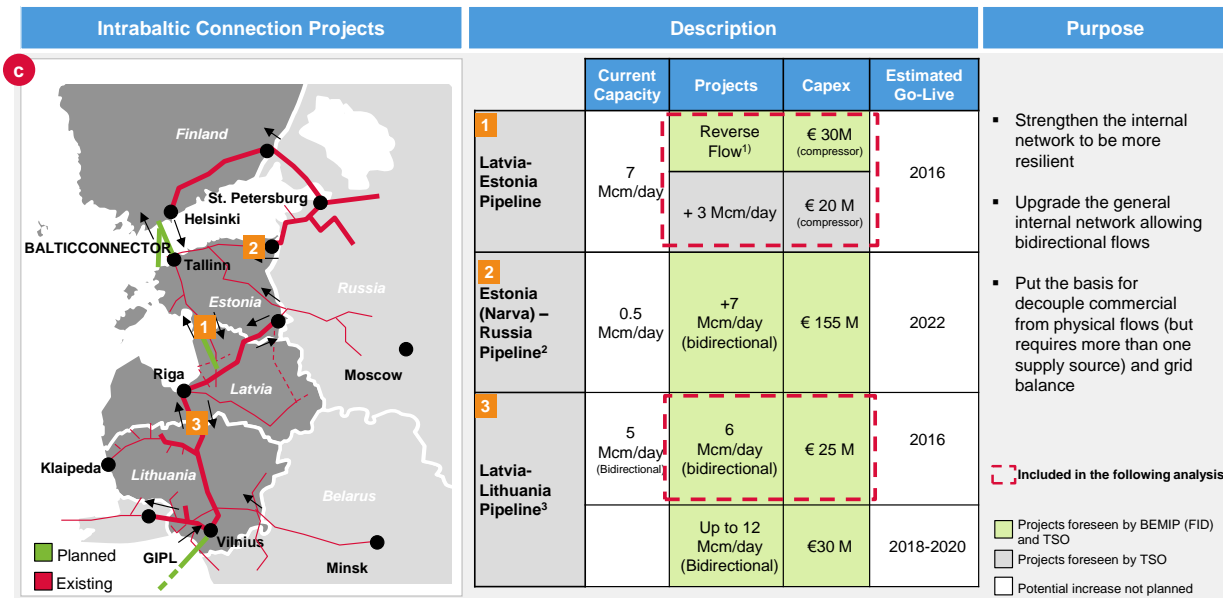 Intrabaltic Connection Projects
Description
Purpose
c
Finland
St. Petersburg
Helsinki
BALTICCONNECTOR
2
Tallinn
Estonia
Russia
1
Riga
Latvia
Moscow
3
Klaipeda
Lithuania
Belarus
Vilnius
GIPL
Minsk
Planned
Existing
Current
Capacity
Projects
Capex
Estimated
Go-Live
1
Latvia-
Estonia
Pipeline
7
Mcm/day
Reverse
Flow1)
€ 30M
(compressor)
2016
+ 3 Mcm/day
€ 20 M
(compressor)
2
Estonia
(Narva) –
Russia
Pipeline2
0.5
Mcm/day
+7
Mcm/day
(bidirectional)
€ 155 M
2022
3
Latvia-
Lithuania
Pipeline3
5
Mcm/day
(Bidirectional)
6
Mcm/day
(bidirectional)
€ 25 M
2016
Up to 12
Mcm/day
(Bidirectional)
€30 M
2018-2020
▪ Strengthen the internal
network to be more
resilient
▪ Upgrade the general
internal network allowing
bidirectional flows
▪ Put the basis for
decouple commercial
from physical flows (but
requires more than one
supply source) and grid
balance
Included in the following analysis
Projects foreseen by BEMIP (FID)
and TSO
Projects foreseen by TSO
Potential increase not planned